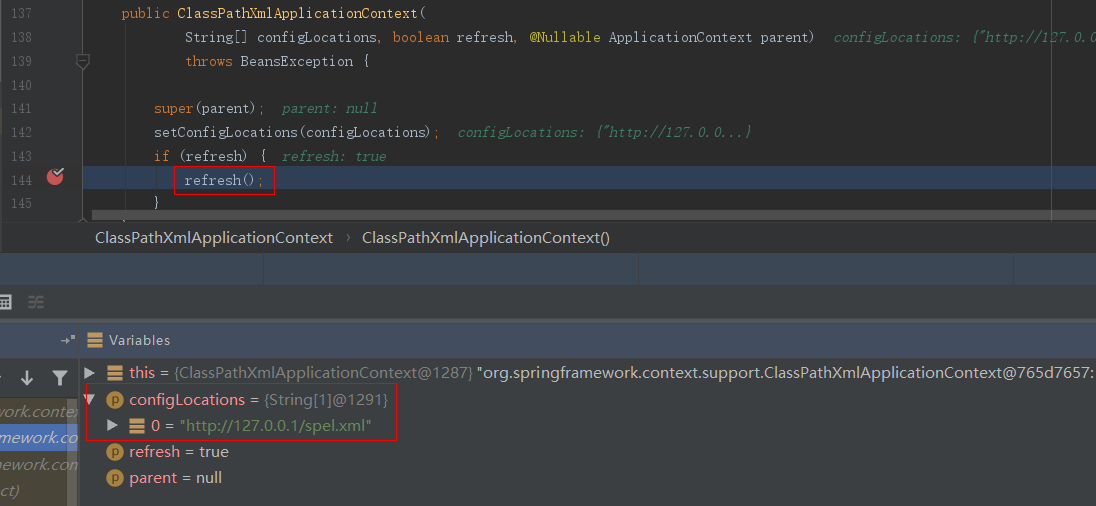 137 public ClassPathXmlApplicationContext(
138 String[] configLocations, boolean refresh, @Nullable ApplicationContext parent) configLocations: {"http://127.0.0
139 throws BeansException {
140
141 super(parent); parent: null
142 setConfigLocations(configLocations); configLocations: {"http://127.0.0...}
143 if (refresh) { refresh: true
144 refresh();
145 }
ClassPathXmlApplicationContext › ClassPathXmlApplicationContext()
Variables
this = {ClassPathXmlApplicationContext@1287} "org.springframework.context.support.ClassPathXmlApplicationContext@765d7657:
work.contex
p configLocations = {String[1]@1291}
mework.co
0 = "http://127.0.0.1/spel.xml"
mework.con
p refresh = true
ct)
p parent = null